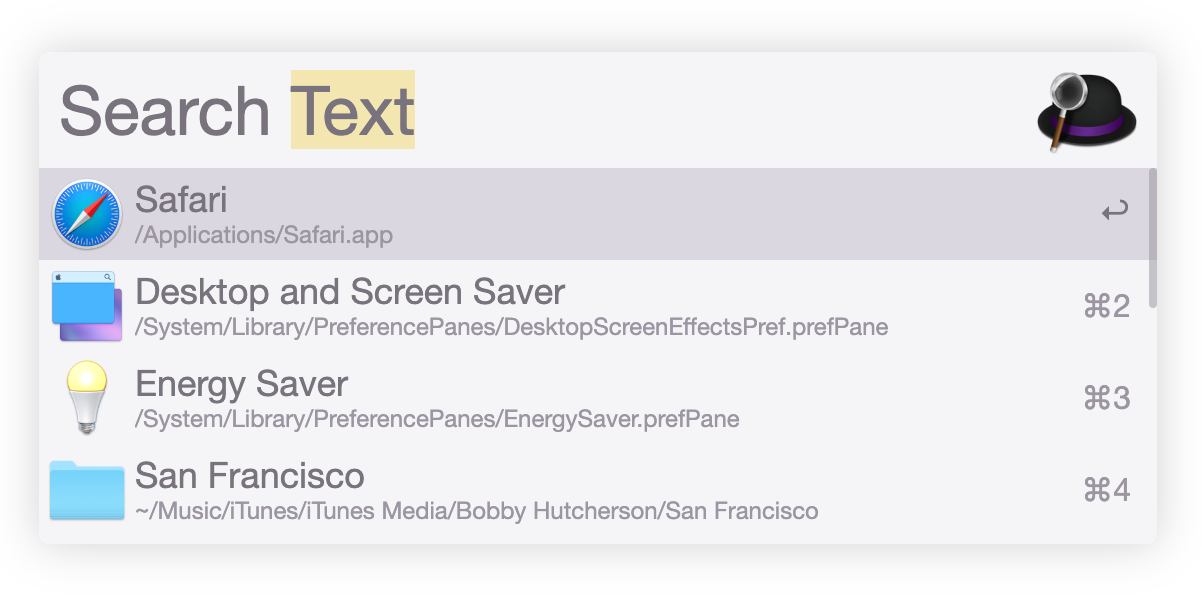 Search Text
Safari
/Applications/Safari.app
↩
Desktop and Screen Saver
/System/Library/PreferencePanes/DesktopScreenEffectsPref.prefPane
⌘2
Energy Saver
/System/Library/PreferencePanes/EnergySaver.prefPane
⌘3
San Francisco
~/Music/iTunes/iTunes Media/Bobby Hutcherson/San Francisco
⌘4